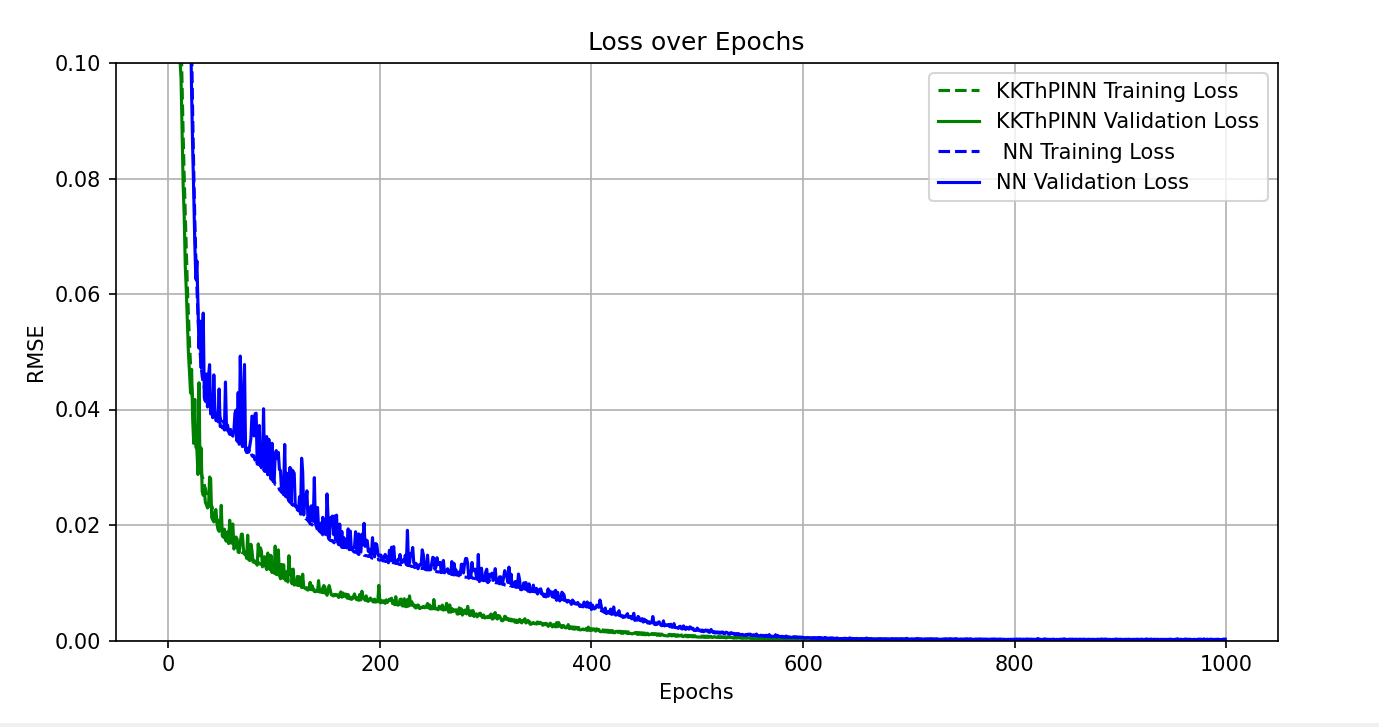 Loss over Epochs
0.10
0.08
0.06
0.04
0.02
0.00
RMSE
KKThPINN Training Loss
KKThPINN Validation Loss
NN Training Loss
NN Validation Loss
0 200 400 600 800 1000
Epochs